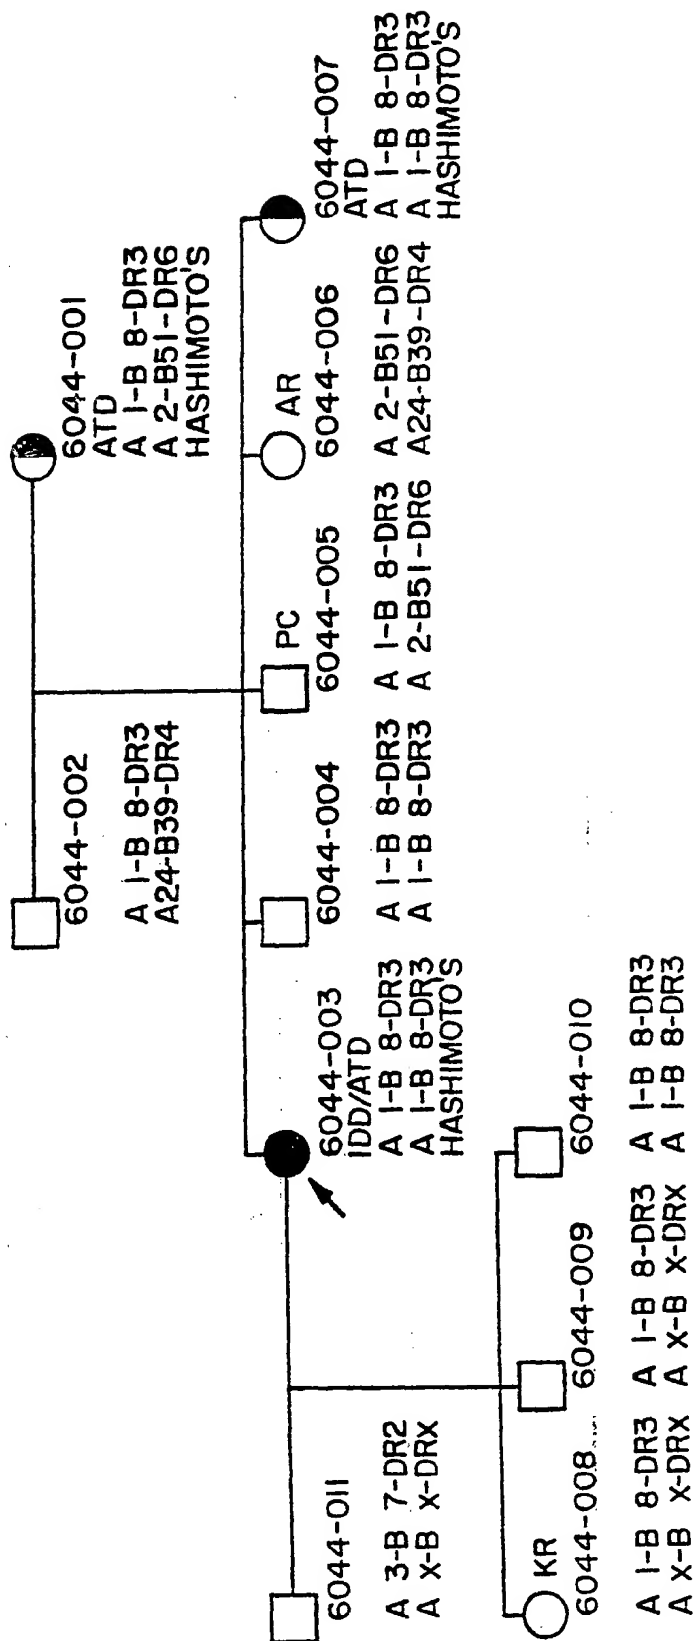 6044-002
A 1-B 8-DR3
A24-B39-DR4
6044-001
ATD
A 1-B 8-DR3
A 2-B51-DR6
HASHIMOTO'S
6044-003
IDD/ATD
A 1-B 8-DR3
A 1-B 8-DR3
HASHIMOTO'S
6044-004
A 1-B 8-DR3
A 1-B 8-DR3
PC
6044-005
A 1-B 8-DR3
A 2-B51-DR6
AR
6044-006
A 2-B51-DR6
A24-B39-DR4
6044-007
ATD
A 1-B 8-DR3
A 1-B 8-DR3
HASHIMOTO'S
6044-011
A 3-B 7-DR2
A X-B X-DRX
KR
6044-008
A 1-B 8-DR3
A X-B X-DRX
6044-009
A 1-B 8-DR3
A X-B X-DRX
6044-010
A 1-B 8-DR3
A 1-B 8-DR3